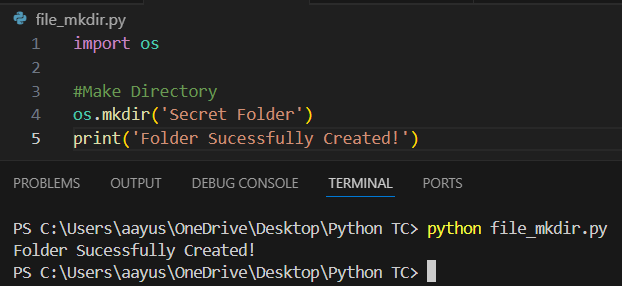 file_mkdir.py
1 import os
2
3 #Make Directory
4 os.mkdir('Secret Folder')
5 print('Folder Sucessfully Created!')
PROBLEMS OUTPUT DEBUG CONSOLE TERMINAL PORTS
PS C:\Users\aayus\OneDrive\Desktop\Python TC> python file_mkdir.py
Folder Sucessfully Created!
PS C:\Users\aayus\OneDrive\Desktop\Python TC>